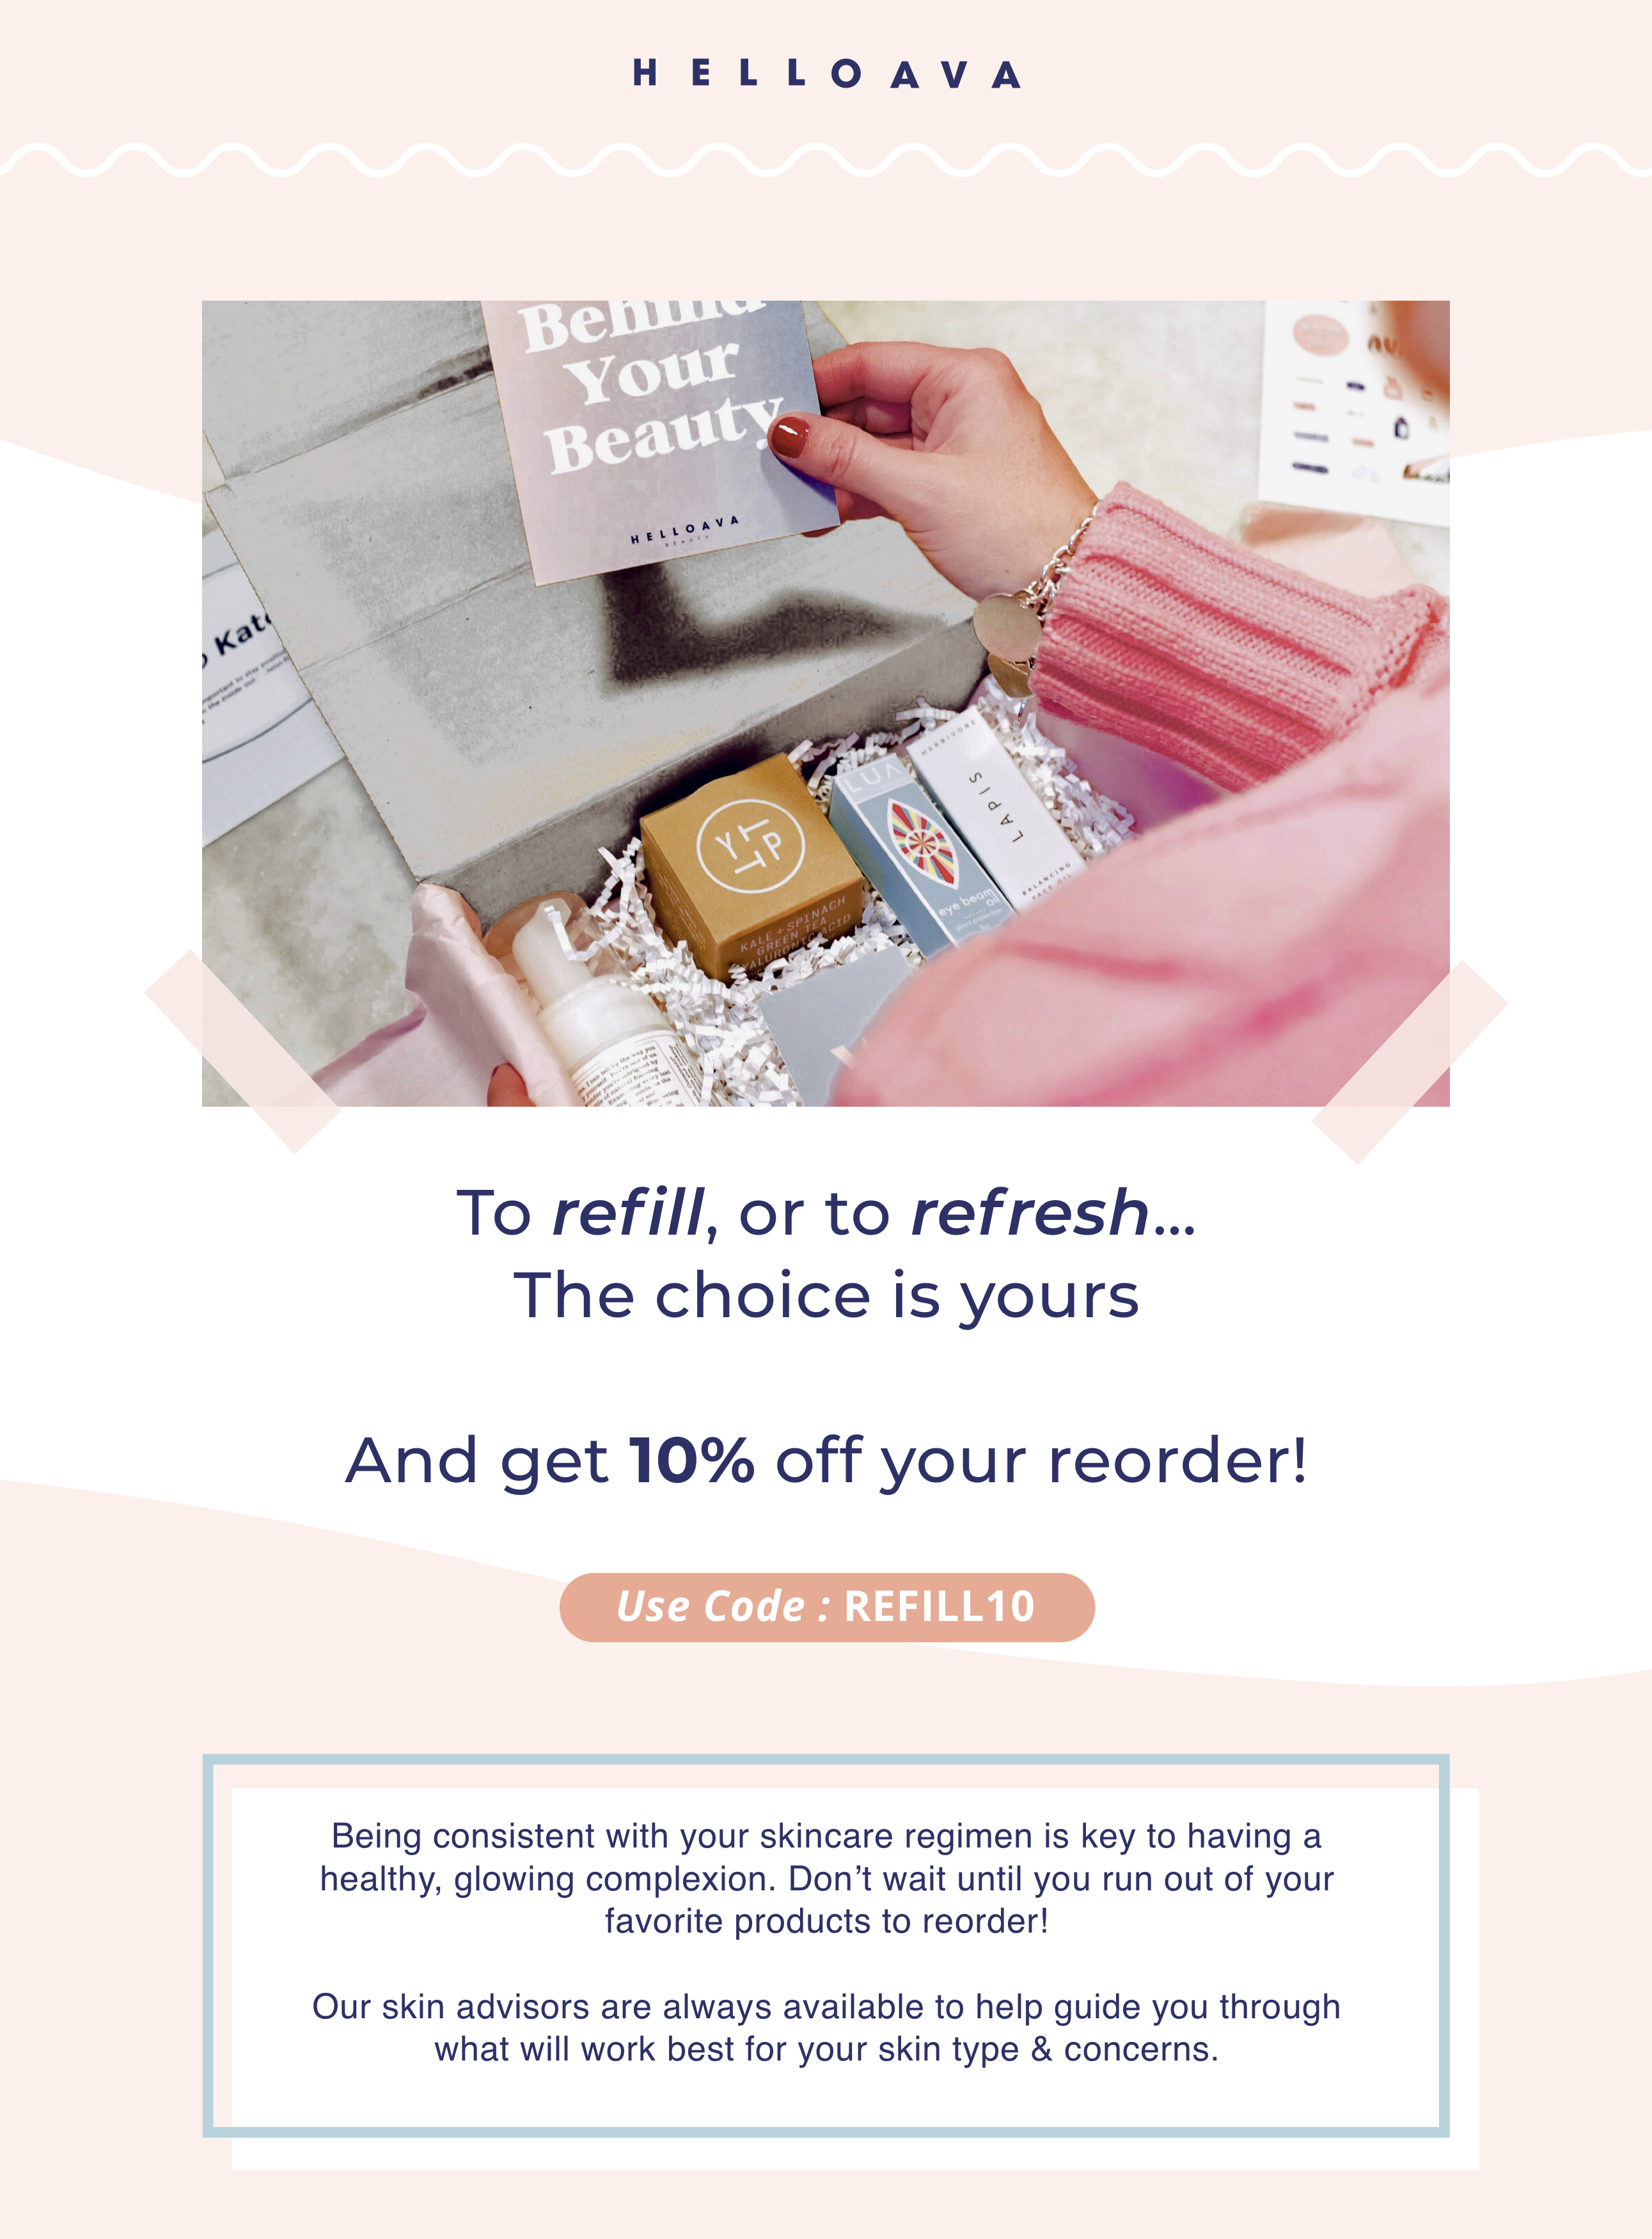 HELLOAVA
Behind
Your
Beauty
HELLOAVA
BEAUTY
Kate
YTTP
KALE + SPINACH
GREEN TEA
HYALURONIC ACID
LUA
eye beam
oil
HERBIVORE
LAPIS
BALANCING
FACE OIL
To refill, or to refresh...
The choice is yours
And get 10% off your reorder!
Use Code : REFILL10
Being consistent with your skincare regimen is key to having a
healthy, glowing complexion. Don’t wait until you run out of your
favorite products to reorder!
Our skin advisors are always available to help guide you through
what will work best for your skin type & concerns.